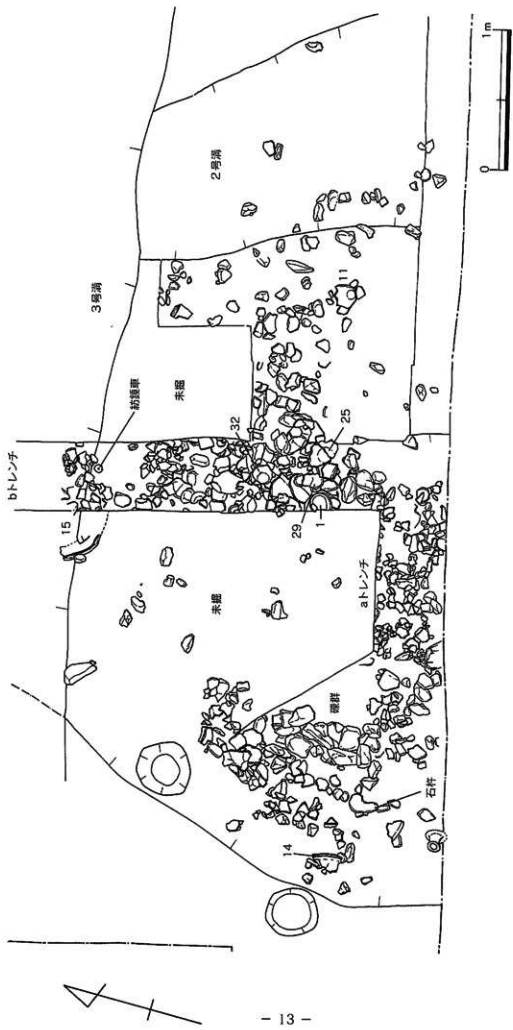 3号溝
2号溝
未掘
紡錘車
bトレンチ
15
32
11
25
29
1
未掘
aトレンチ
礫群
石杵
14
0 1m
- 13 -